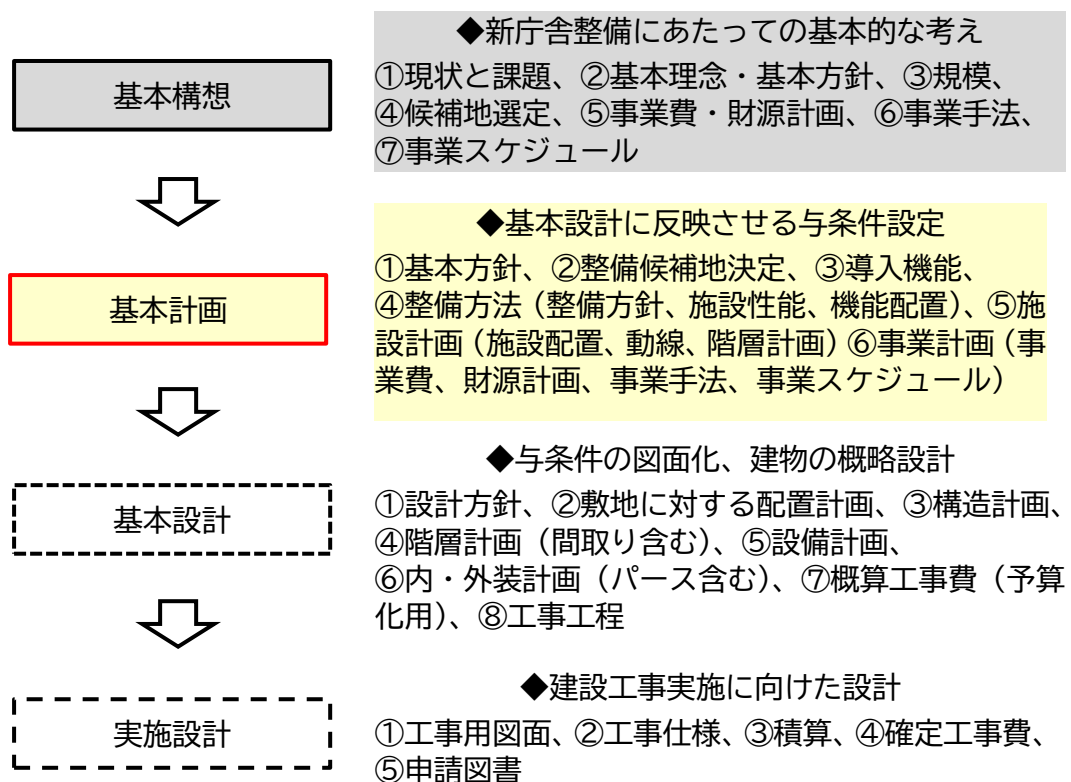 ◆新庁舎整備にあたっての基本的な考え
基本構想
①現状と課題、②基本理念・基本方針、③規模、
④候補地選定、⑤事業費・財源計画、⑥事業手法、
⑦事業スケジュール
◆基本設計に反映させる与条件設定
基本計画
①基本方針、②整備候補地決定、③導入機能、
④整備方法（整備方針、施設性能、機能配置）、⑤施
設計画（施設配置、動線、階層計画）⑥事業計画（事
業費、財源計画、事業手法、事業スケジュール）
◆与条件の図面化、建物の概略設計
基本設計
①設計方針、②敷地に対する配置計画、③構造計画、
④階層計画（間取り含む）、⑤設備計画、
⑥内・外装計画（パース含む）、⑦概算工事費（予算
化用）、⑧工事工程
◆建設工事実施に向けた設計
実施設計
①工事用図面、②工事仕様、③積算、④確定工事費、
⑤申請図書